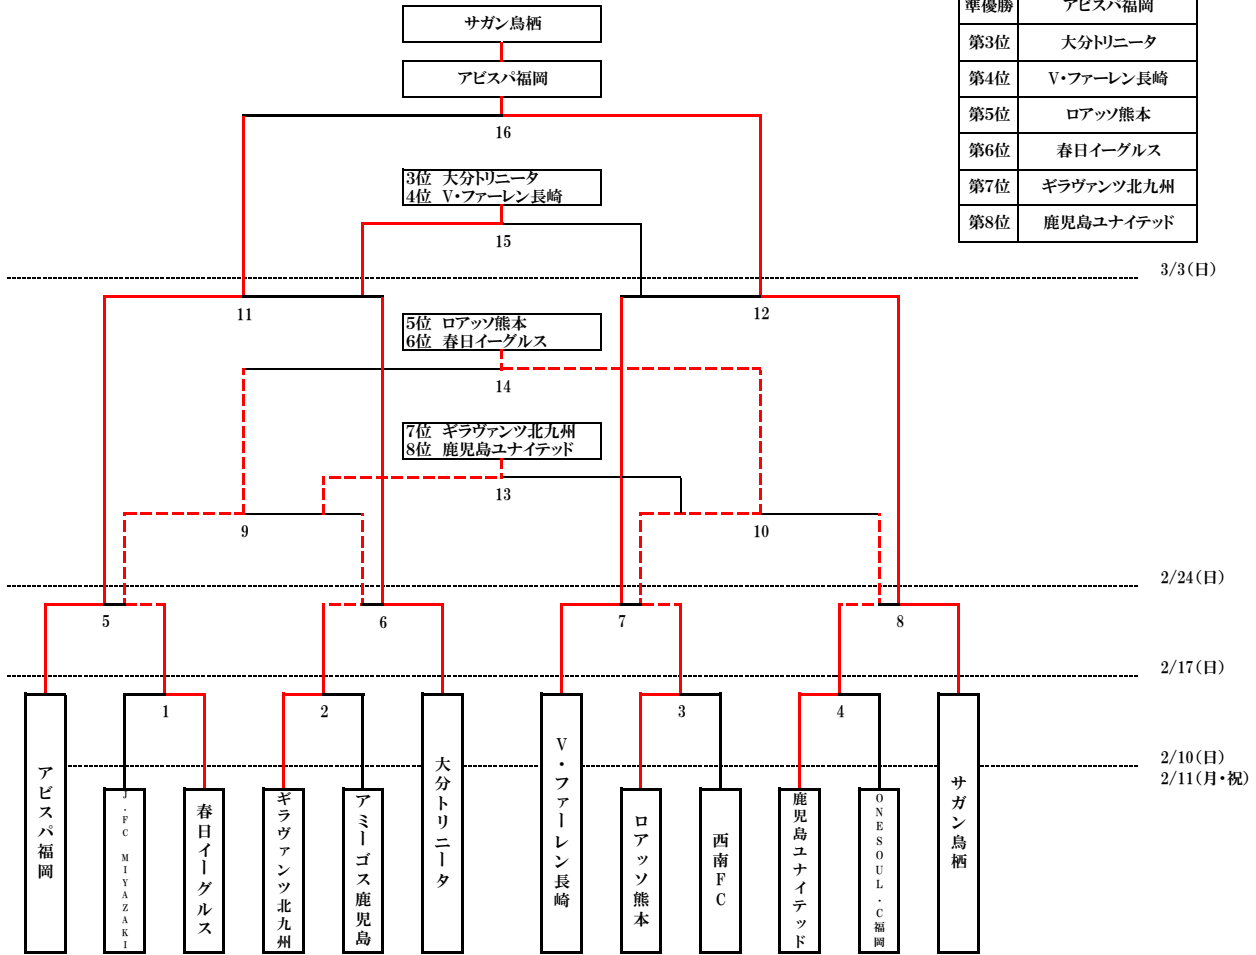 サガン鳥栖
アビスパ福岡
16
3位 大分トリニータ
4位 V・ファーレン長崎
15
11
12
5位 ロアッソ熊本
6位 春日イーグルス
14
7位 ギラヴァンツ北九州
8位 鹿児島ユナイテッド
13
9
10
5
6
7
8
1
2
3
4
アビスパ福岡
J.FC MIYAZAKI
春日イーグルス
ギラヴァンツ北九州
アミーゴス鹿児島
大分トリニータ
V・ファーレン長崎
ロアッソ熊本
西南FC
鹿児島ユナイテッド
ONESOUL.C福岡
サガン鳥栖
準優勝 アビスパ福岡
第3位 大分トリニータ
第4位 V・ファーレン長崎
第5位 ロアッソ熊本
第6位 春日イーグルス
第7位 ギラヴァンツ北九州
第8位 鹿児島ユナイテッド
3/3(日)
2/24(日)
2/17(日)
2/10(日)
2/11(月・祝)